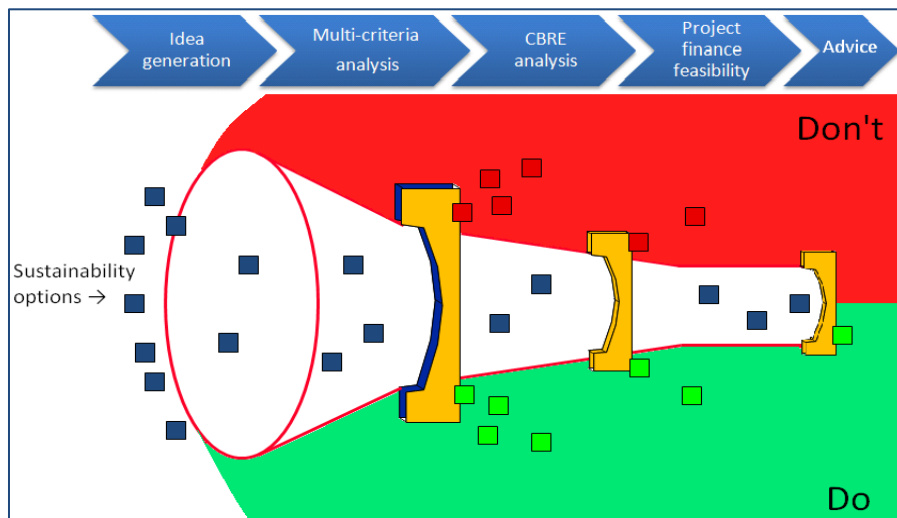 Idea
generation
Multi-criteria
analysis
CBRE
analysis
Project
finance
feasibility
Advice
Don't
Sustainability
options →
Do